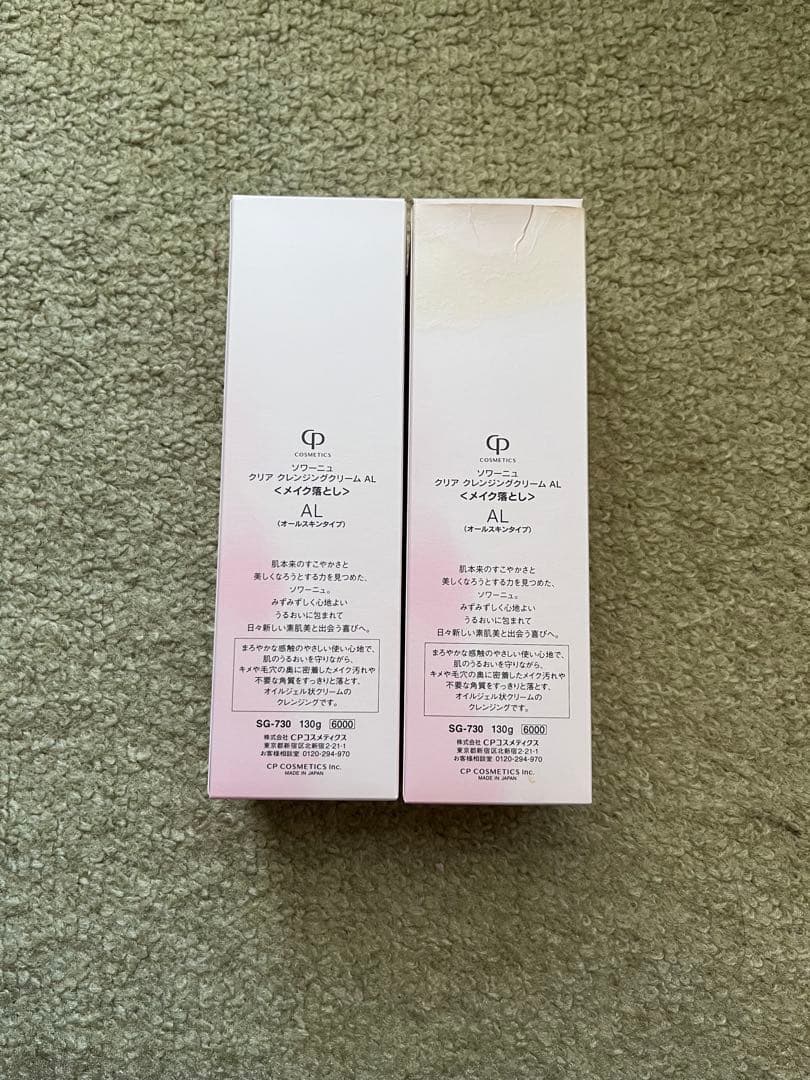 CP
COSMETICS
ソワーニュ
クリア クレンジングクリーム AL
<メイク落とし>
AL
(オールスキンタイプ)
肌本来のすこやかさと
美しくなろうとする力を見つめた、
ソワーニュ。
みずみずしく心地よい
うるおいに包まれて
日々新しい素肌美と出会う喜びへ。
まろやかな感触のやさしい使い心地で、
肌のうるおいを守りながら、
キメや毛穴の奥に密着したメイク汚れや
不要な角質をすっきりと落とす、
オイルジェル状クリームの
クレンジングです。
SG-730 130g 6000
株式会社 CPコスメティクス
東京都新宿区北新宿2-21-1
お客様相談室 0120-294-970
CP COSMETICS Inc.
MADE IN JAPAN
CP
COSMETICS
ソワーニュ
クリア クレンジングクリーム AL
<メイク落とし>
AL
(オールスキンタイプ)
肌本来のすこやかさと
美しくなろうとする力を見つめた、
ソワーニュ。
みずみずしく心地よい
うるおいに包まれて
日々新しい素肌美と出会う喜びへ。
まろやかな感触のやさしい使い心地で、
肌のうるおいを守りながら、
キメや毛穴の奥に密着したメイク汚れや
不要な角質をすっきりと落とす、
オイルジェル状クリームの
クレンジングです。
SG-730 130g 6000
株式会社 CPコスメティクス
東京都新宿区北新宿2-21-1
お客様相談室 0120-294-970
CP COSMETICS Inc.
MADE IN JAPAN